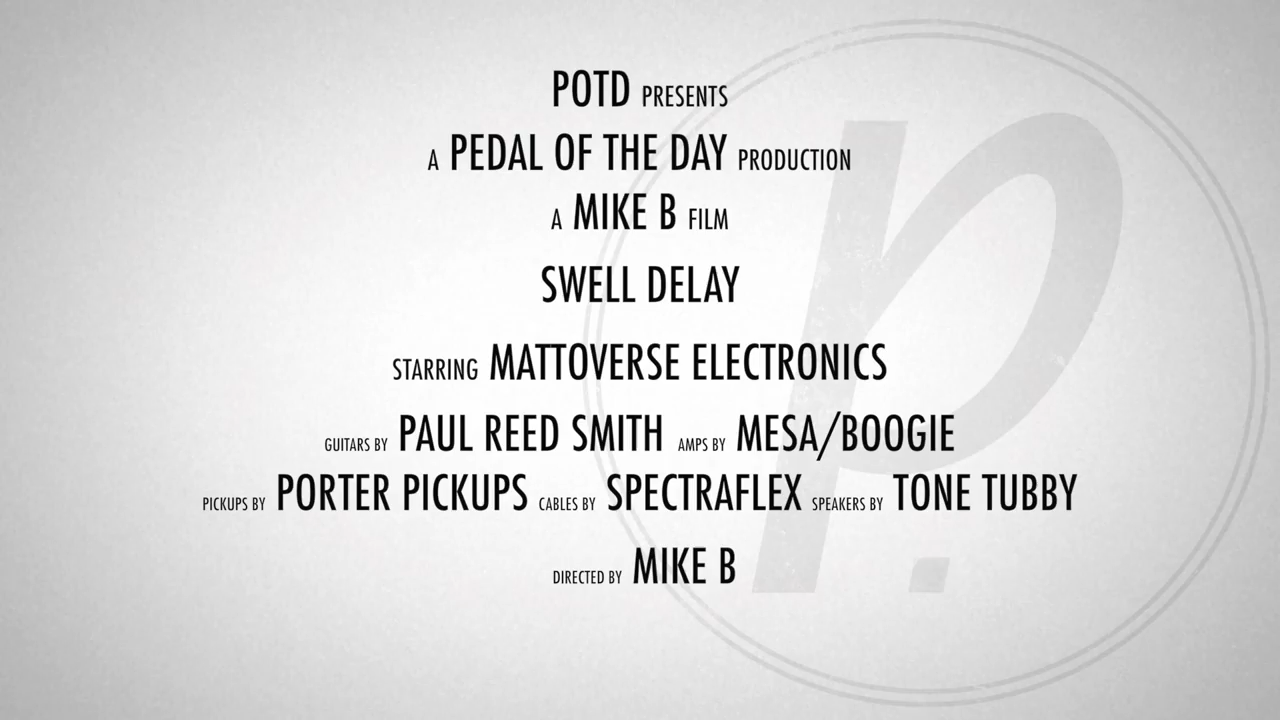 POTD PRESENTS
A PEDAL OF THE DAY PRODUCTION
A MIKE B FILM
SWELL DELAY
STARRING MATTOVERSE ELECTRONICS
GUITARS BY PAUL REED SMITH AMPS BY MESA/BOOGIE
PICKUPS BY PORTER PICKUPS CABLES BY SPECTRAFLEX SPEAKERS BY TONE TUBBY
DIRECTED BY MIKE B
p.